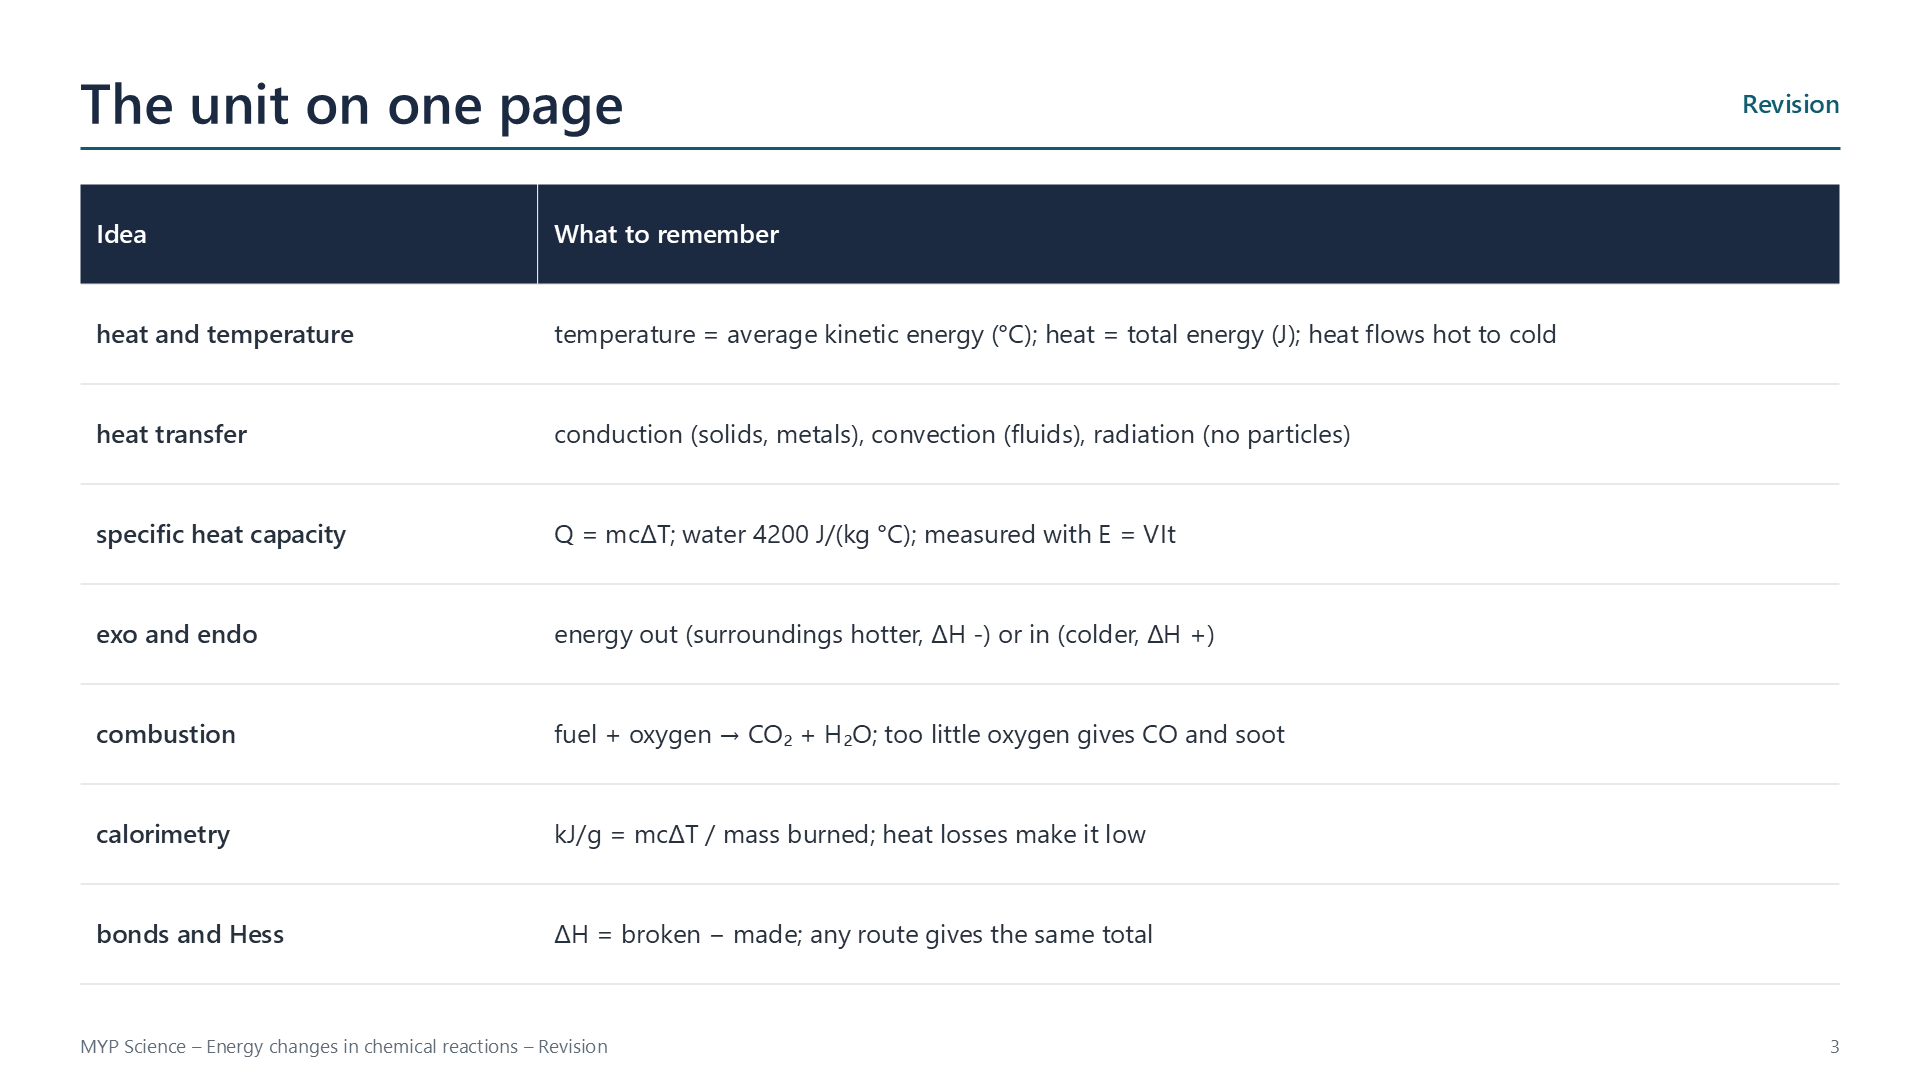 The unit on one page
Revision
Idea
What to remember
heat and temperature
temperature = average kinetic energy (°C); heat = total energy (J); heat flows hot to cold
heat transfer
conduction (solids, metals), convection (fluids), radiation (no particles)
specific heat capacity
Q = mcΔT; water 4200 J/(kg °C); measured with E = VIt
exo and endo
energy out (surroundings hotter, ΔH -) or in (colder, ΔH +)
combustion
fuel + oxygen → CO₂ + H₂O; too little oxygen gives CO and soot
calorimetry
kJ/g = mcΔT / mass burned; heat losses make it low
bonds and Hess
ΔH = broken − made; any route gives the same total
MYP Science – Energy changes in chemical reactions – Revision
3